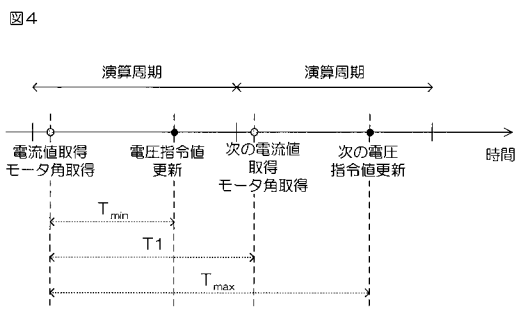 図4
演算周期
演算周期
電流値取得
モータ角取得
電圧指令値
更新
次の電流値
取得
モータ角取得
次の電圧
指令値更新
時間
Tmin
T1
Tmax